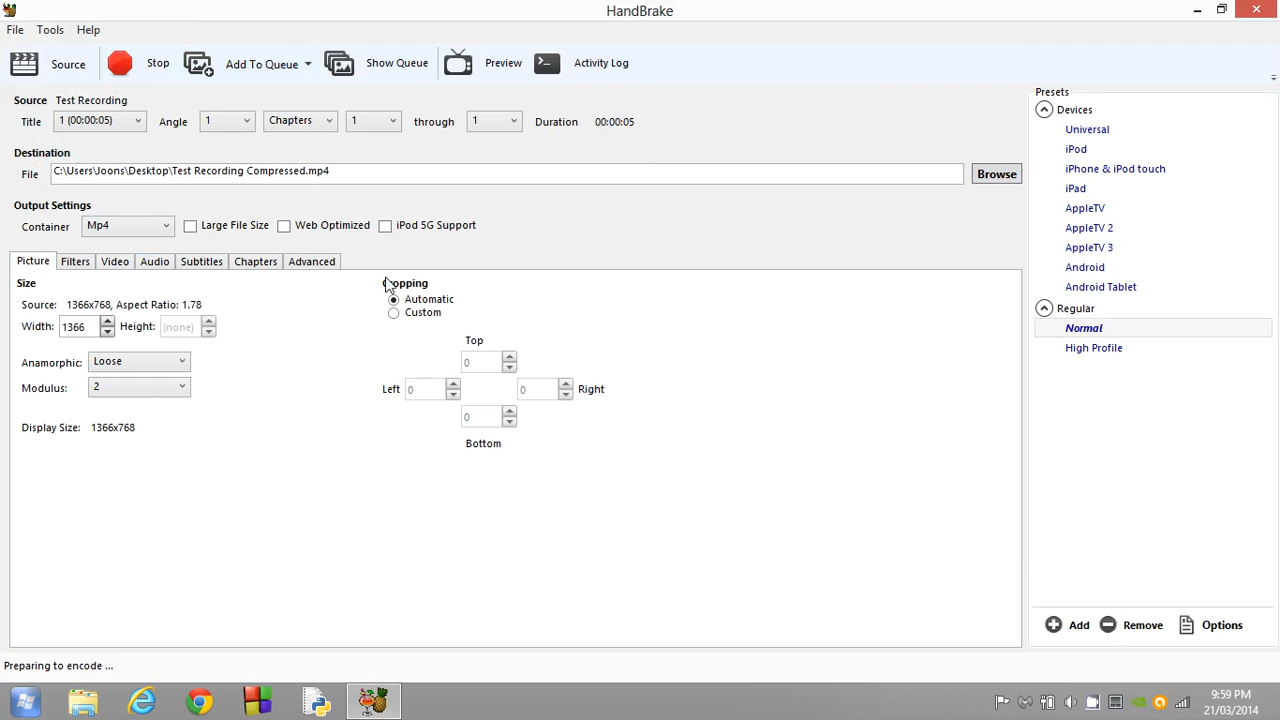 HandBrake
File Tools Help
Source Stop Add To Queue Show Queue Preview Activity Log
Source Test Recording
Title 1 (00:00:05) Angle 1 Chapters 1 through 1 Duration 00:00:05
Destination
File C:\Users\Joons\Desktop\Test Recording Compressed.mp4 Browse
Output Settings
Container Mp4 Large File Size Web Optimized iPod 5G Support
Picture Filters Video Audio Subtitles Chapters Advanced
Size
Source: 1366x768, Aspect Ratio: 1.78
Width: 1366 Height: (none)
Anamorphic: Loose
Modulus: 2
Display Size: 1366x768
Automatic
Custom
Top
0
Left 0 0 Right
0
Bottom
Presets
Devices
Universal
iPod
iPhone & iPod touch
iPad
AppleTV
AppleTV 2
AppleTV 3
Android
Android Tablet
Regular
Normal
High Profile
Add Remove Options
Preparing to encode ...
9:59 PM
21/03/2014